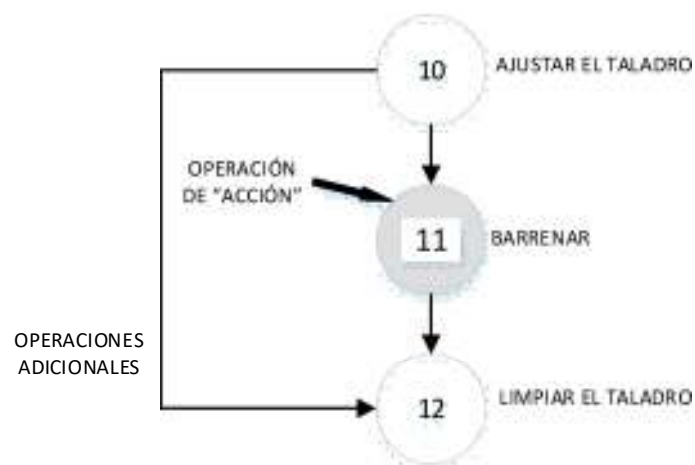 10
AJUSTAR EL TALADRO
OPERACIÓN
DE "ACCIÓN"
11
BARRENAR
OPERACIONES
ADICIONALES
12
LIMPIAR EL TALADRO